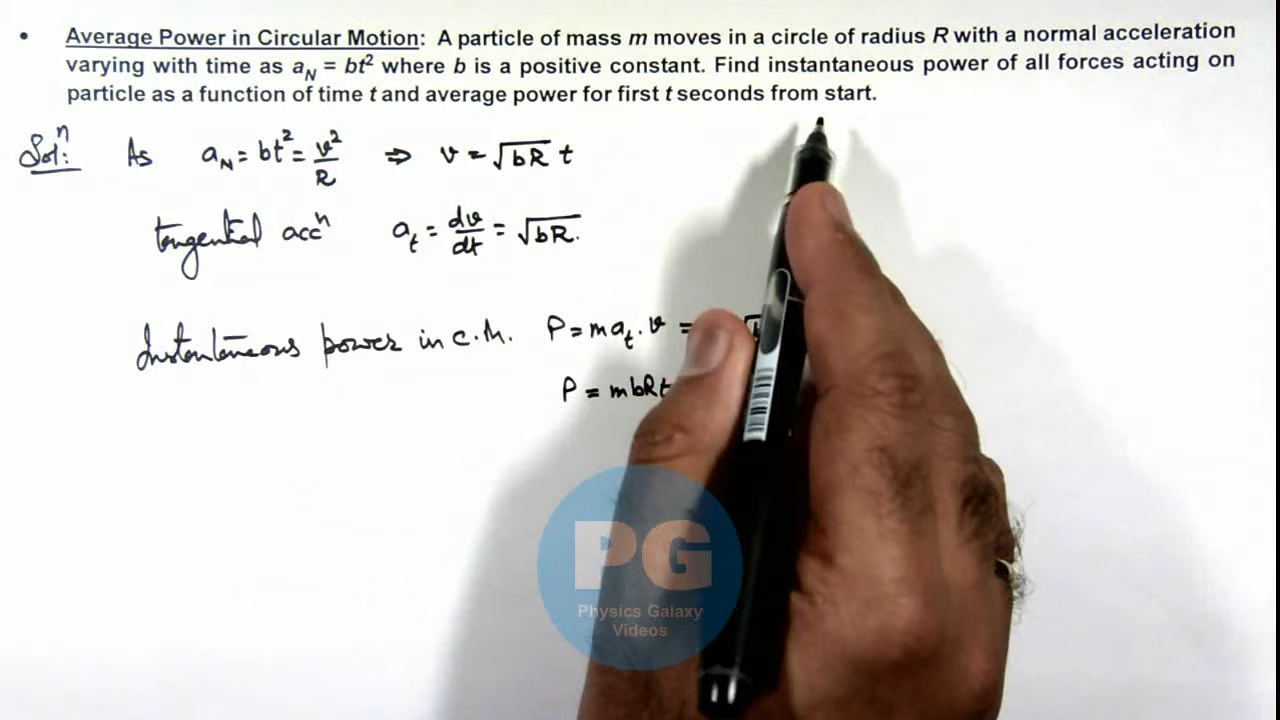 • Average Power in Circular Motion: A particle of mass m moves in a circle of radius R with a normal acceleration
varying with time as a_N = bt² where b is a positive constant. Find instantaneous power of all forces acting on
particle as a function of time t and average power for first t seconds from start.
Solⁿ: As a_N = bt² = v²/R ⇒ v = √bR t
tangential accⁿ a_t = dv/dt = √bR.
Instantaneous power in c.M. P = ma_t . v =
P = mbRt
PG
Physics Galaxy
Videos